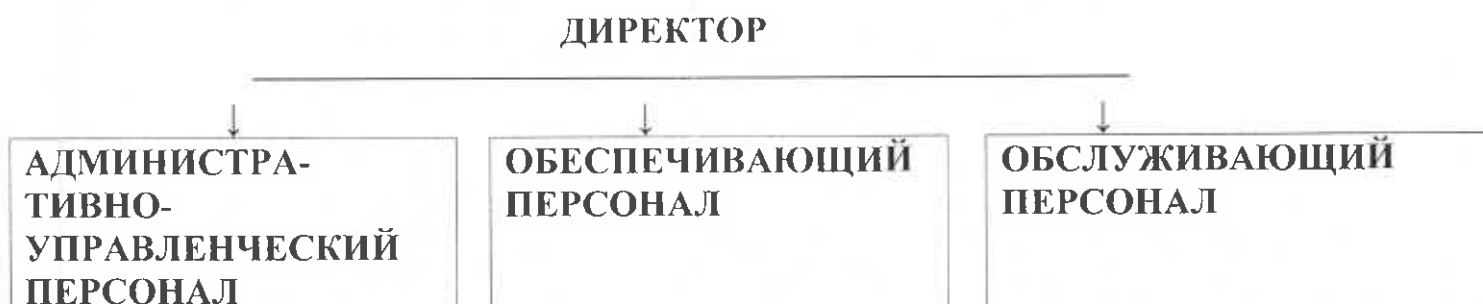 ДИРЕКТОР
АДМИНИСТРА-
ТИВНО-
УПРАВЛЕНЧЕСКИЙ
ПЕРСОНАЛ
ОБЕСПЕЧИВАЮЩИЙ
ПЕРСОНАЛ
ОБСЛУЖИВАЮЩИЙ
ПЕРСОНАЛ